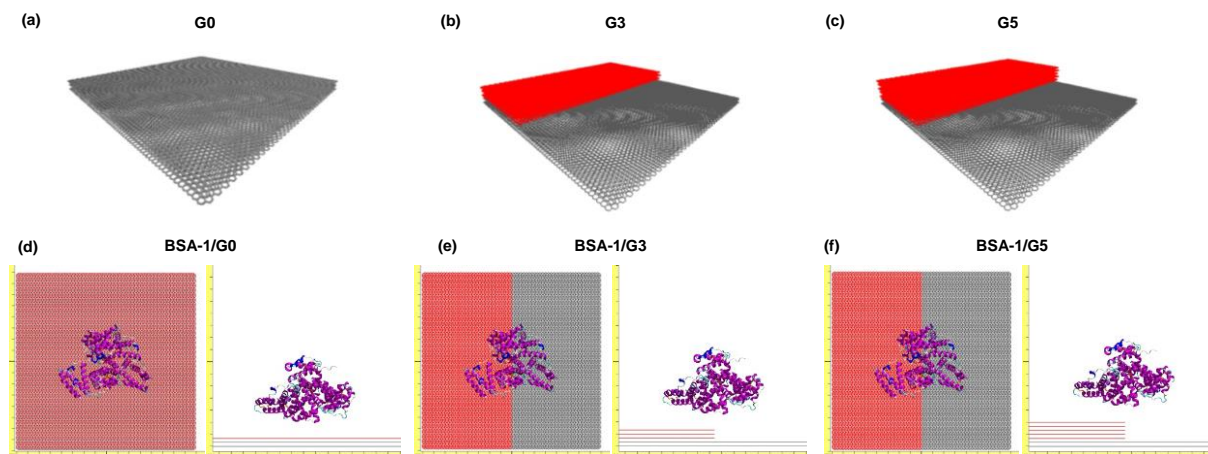 (a) G0 (b) G3 (c) G5
(d) BSA-1/G0 (e) BSA-1/G3 (f) BSA-1/G5